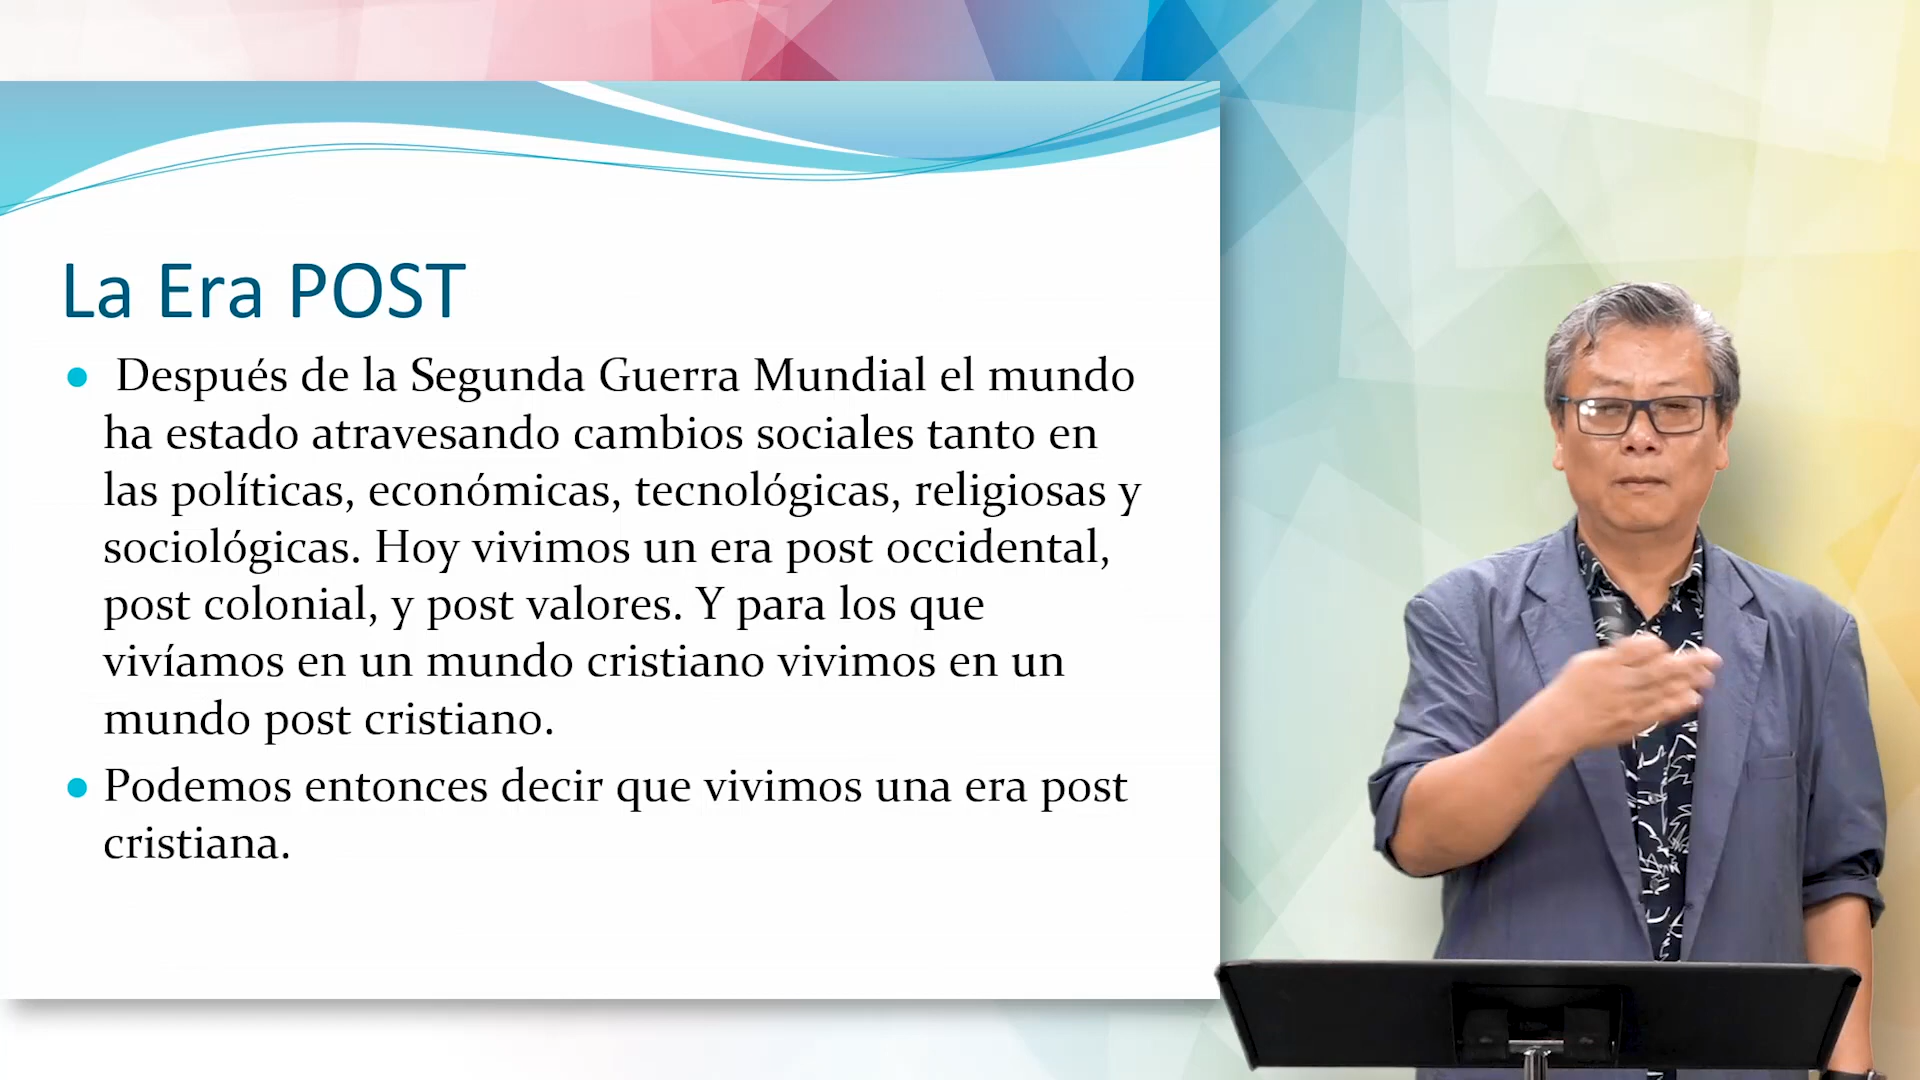 La Era POST
• Después de la Segunda Guerra Mundial el mundo
ha estado atravesando cambios sociales tanto en
las políticas, económicas, tecnológicas, religiosas y
sociológicas. Hoy vivimos un era post occidental,
post colonial, y post valores. Y para los que
vivíamos en un mundo cristiano vivimos en un
mundo post cristiano.
• Podemos entonces decir que vivimos una era post
cristiana.